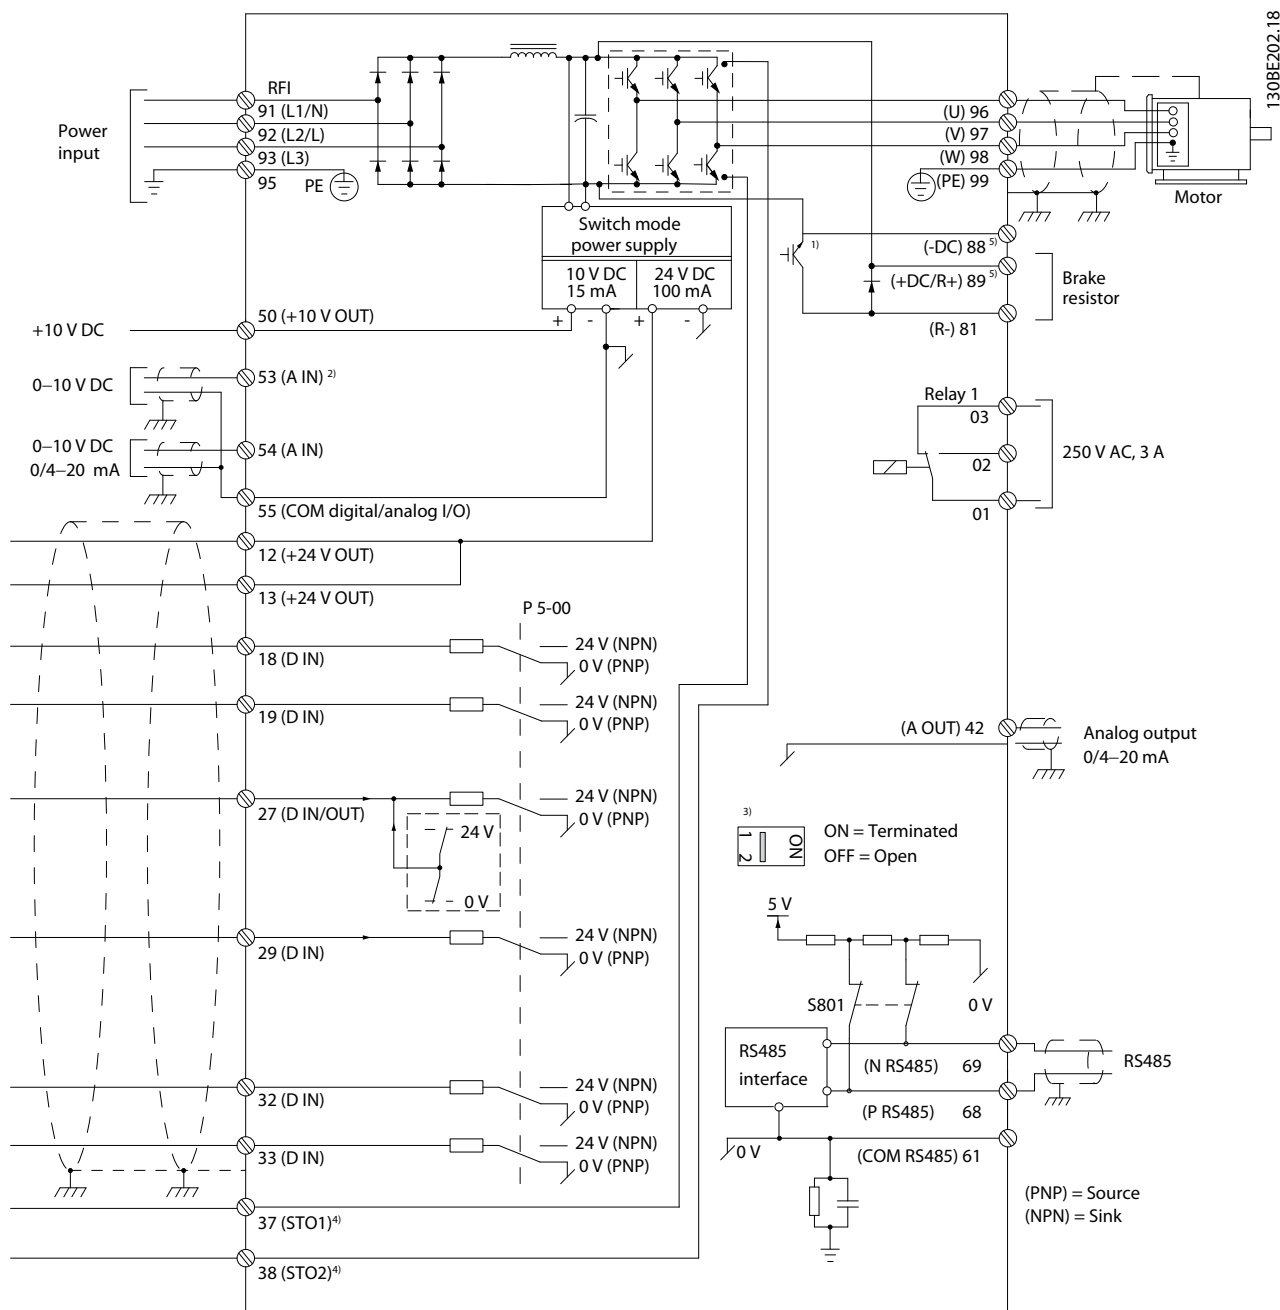 130BE202.18
Power
input
RFI
91 (L1/N)
92 (L2/L)
93 (L3)
95
PE
(U) 96
(V) 97
(W) 98
(PE) 99
Motor
Switch mode
power supply
10 V DC
15 mA
24 V DC
100 mA
+ - + -
1)
(-DC) 88 5)
(+DC/R+) 89 5)
(R-) 81
Brake
resistor
+10 V DC
50 (+10 V OUT)
0–10 V DC
53 (A IN) 2)
0–10 V DC
0/4–20 mA
54 (A IN)
55 (COM digital/analog I/O)
Relay 1
03
02
01
250 V AC, 3 A
12 (+24 V OUT)
13 (+24 V OUT)
P 5-00
18 (D IN)
24 V (NPN)
0 V (PNP)
19 (D IN)
24 V (NPN)
0 V (PNP)
27 (D IN/OUT)
24 V (NPN)
0 V (PNP)
24 V
0 V
29 (D IN)
24 V (NPN)
0 V (PNP)
32 (D IN)
24 V (NPN)
0 V (PNP)
33 (D IN)
24 V (NPN)
0 V (PNP)
37 (STO1)4)
38 (STO2)4)
(A OUT) 42
Analog output
0/4–20 mA
3)
1 2
ON
ON = Terminated
OFF = Open
5 V
S801
0 V
RS485
interface
(N RS485) 69
(P RS485) 68
RS485
0 V
(COM RS485) 61
(PNP) = Source
(NPN) = Sink